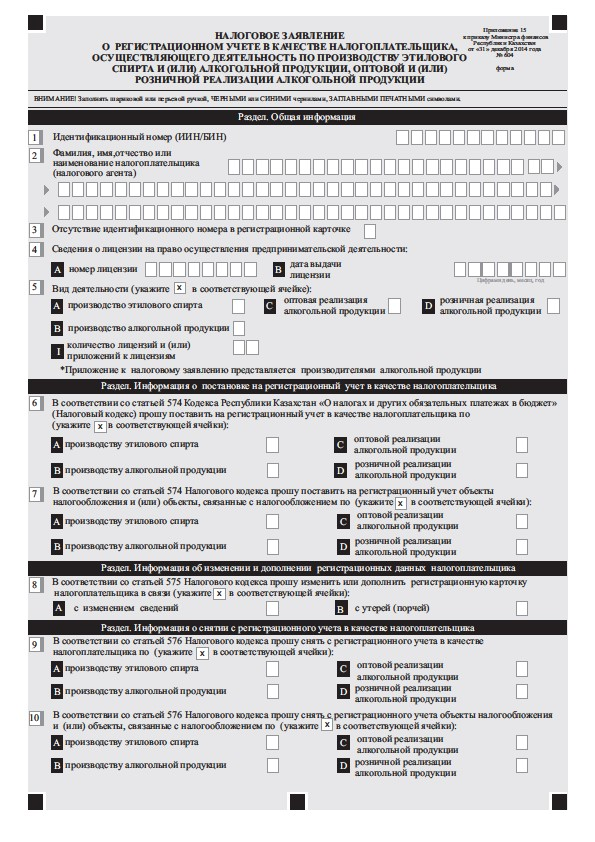 НАЛОГОВОЕ ЗАЯВЛЕНИЕ
О РЕГИСТРАЦИОННОМ УЧЕТЕ В КАЧЕСТВЕ НАЛОГОПЛАТЕЛЬЩИКА,
ОСУЩЕСТВЛЯЮЩЕГО ДЕЯТЕЛЬНОСТЬ ПО ПРОИЗВОДСТВУ ЭТИЛОВОГО
СПИРТА И (ИЛИ) АЛКОГОЛЬНОЙ ПРОДУКЦИИ, ОПТОВОЙ И (ИЛИ)
РОЗНИЧНОЙ РЕАЛИЗАЦИИ АЛКОГОЛЬНОЙ ПРОДУКЦИИ
Приложение 15
к приказу Министра финансов
Республики Казахстан
от «31» декабря 2014 года
№ 604
форма
ВНИМАНИЕ! Заполнять шариковой или перьевой ручкой, ЧЕРНЫМИ или СИНИМИ чернилами, ЗАГЛАВНЫМИ ПЕЧАТНЫМИ символами.
Раздел. Общая информация
1 Идентификационный номер (ИИН/БИН)
2 Фамилия, имя,отчество или
наименование налогоплательщика
(налогового агента)
3 Отсутствие идентификационного номера в регистрационой карточке
4 Сведения о лицензии на право осуществления предпринимательской деятельности:
A номер лицензии B дата выдачи
лицензии
Цифрами день, месяц, год
5 Вид деятельности (укажите x в соответствующей ячейке):
A производство этилового спирта C оптовая реализация
алкогольной продукции D розничная реализация
алкогольной продукции
B производство алкогольной продукции
I количество лицензий и (или)
приложений к лицензиям
*Приложение к налоговому заявлению представляется производителями алкогольной продукции
Раздел. Информация о постановке на регистрационный учет в качестве налогоплательщика
6 В соответствии со статьей 574 Кодекса Республики Казахстан «О налогах и других обязательных платежах в бюджет»
(Налоговый кодекс) прошу поставить на регистрационный учет в качестве налогоплательщика по
(укажите x в соответствующей ячейки):
A производству этилового спирта C оптовой реализации
алкогольной продукции
B производству алкогольной продукции D розничной реализации
алкогольной продукции
7 В соответствии со статьей 574 Налогового кодекса прошу поставить на регистрационный учет объекты
налогообложения и (или) объекты, связанные с налогообложением по (укажите x в соответствующей ячейки):
A производству этилового спирта C оптовой реализации
алкогольной продукции
B производству алкогольной продукции D розничной реализации
алкогольной продукции
Раздел. Информация об изменении и дополнении регистрационных данных налогоплательщика
8 В соответствии со статьей 575 Налогового кодекса прошу изменить или дополнить регистрационную карточку
налогоплательщика в связи (укажите x в соответствующей ячейки):
A с изменением сведений B с утерей (порчей)
Раздел. Информация о снятии с регистрационного учета в качестве налогоплательщика
9 В соответствии со статьей 576 Налогового кодекса прошу снять с регистрационного учета в качестве
налогоплательщика по (укажите x в соответствующей ячейки):
A производству этилового спирта C оптовой реализации
алкогольной продукции
B производству алкогольной продукции D розничной реализации
алкогольной продукции
10 В соответствии со статьей 576 Налогового кодекса прошу снять с регистрационного учета объекты налогообложения
и (или) объекты, связанные с налогообложением по (укажите x в соответствующей ячейки):
A производству этилового спирта C оптовой реализации
алкогольной продукции
B производству алкогольной продукции D розничной реализации
алкогольной продукции